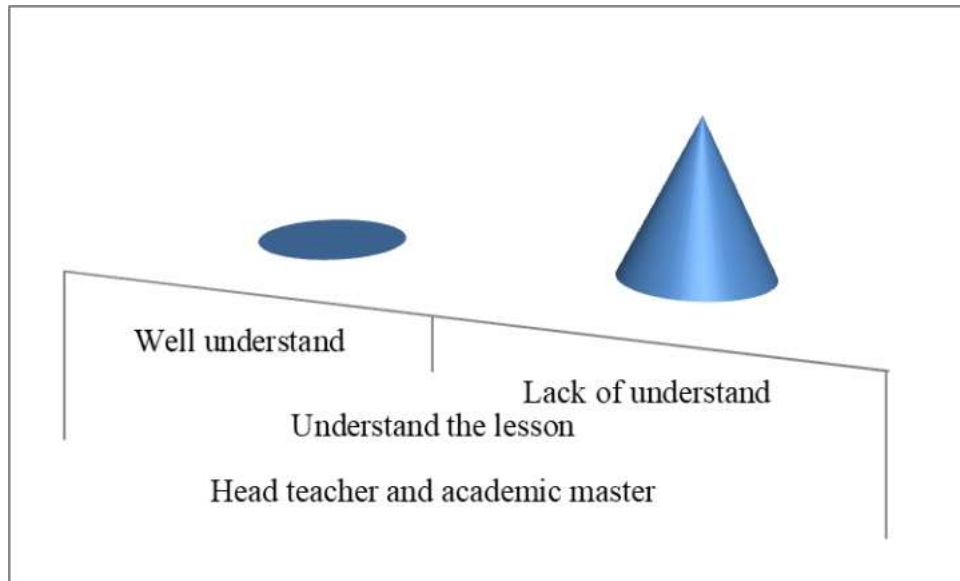 Well understand
Lack of understand
Understand the lesson
Head teacher and academic master